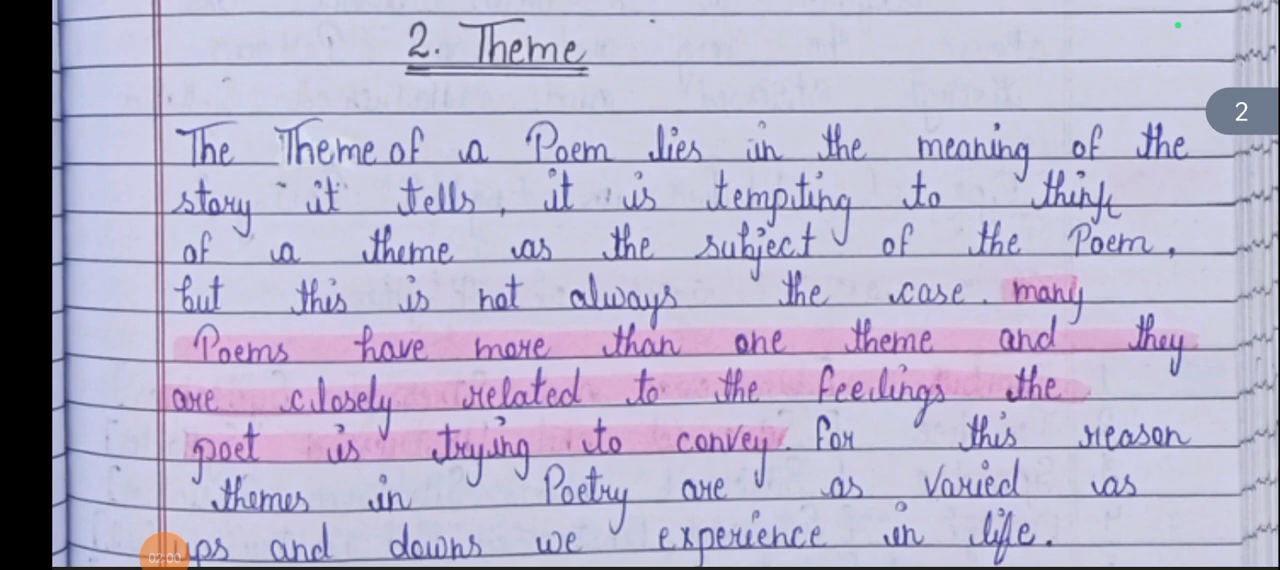 2. Theme
2
The Theme of a Poem lies in the meaning of the
story it tells, it is tempting to think
of a theme as the subject of the Poem,
but this is not always the case. many
Poems have more than one theme and they
are closely related to the feelings the
poet is trying to convey. For this reason
themes in Poetry are as varied as
ups and downs we experience in life.
02:00